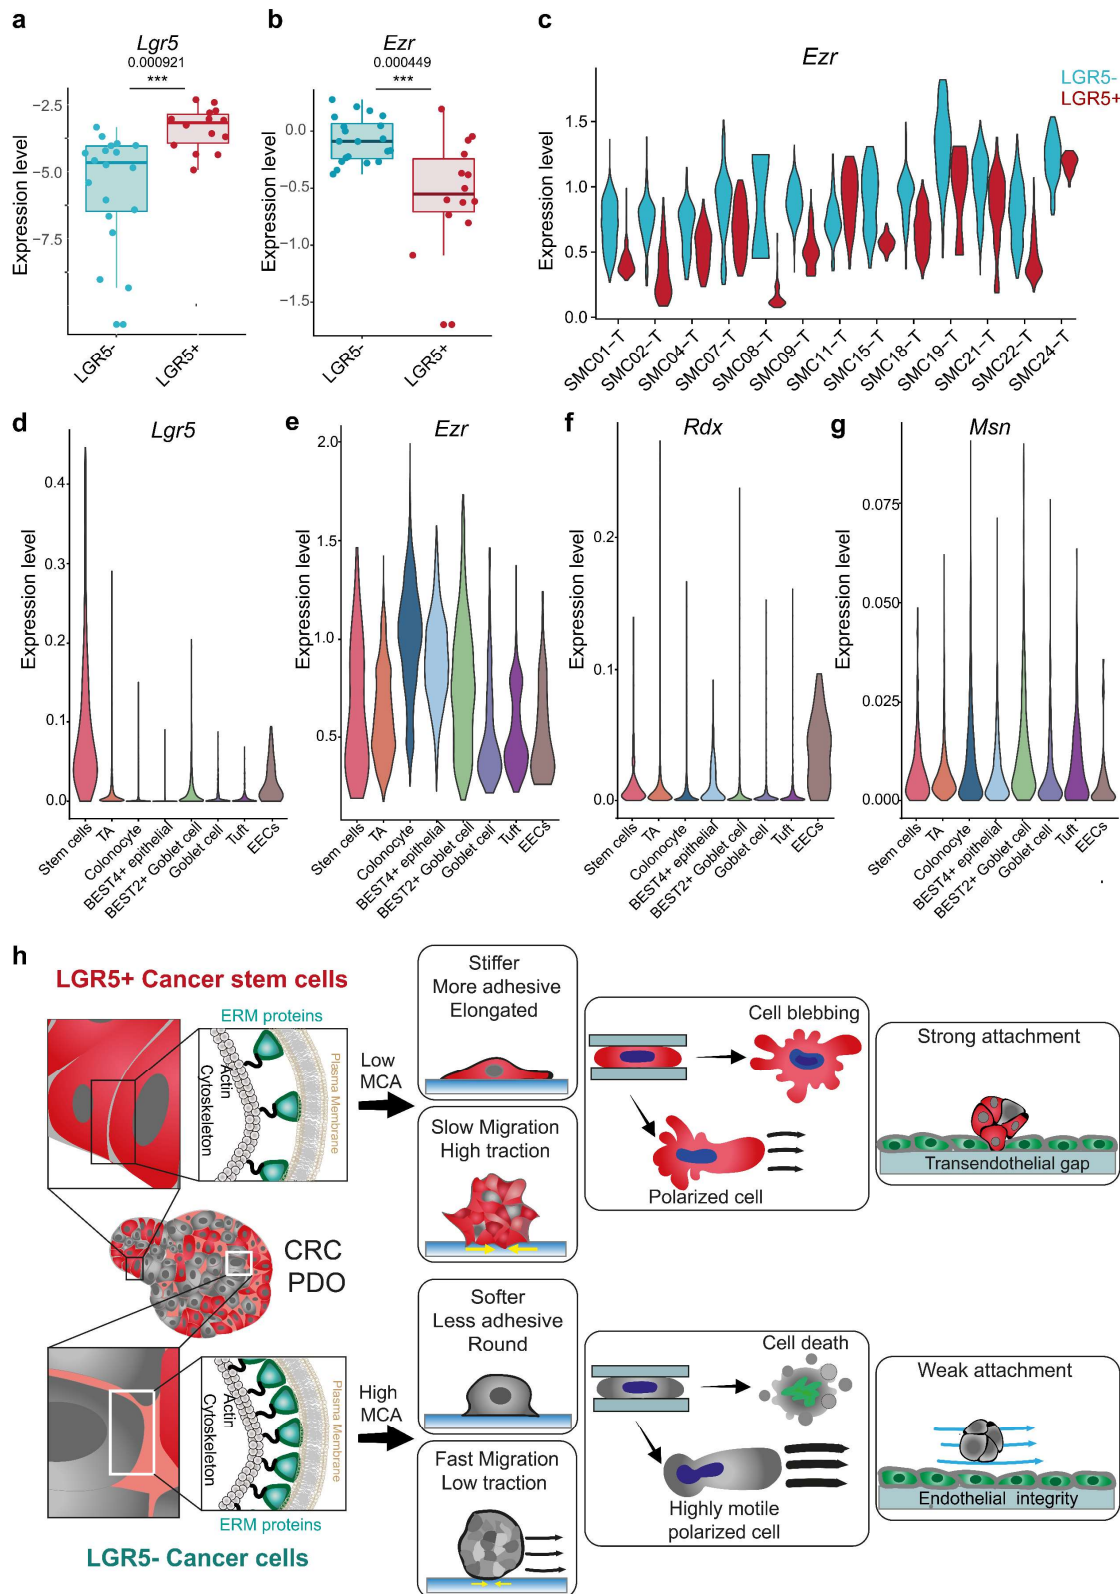 a
Lgr5
0.000921
***
Expression level
−2.5
−5.0
−7.5
LGR5-
LGR5+
b
Ezr
0.000449
***
Expression level
0.0
−0.5
−1.0
−1.5
LGR5-
LGR5+
c
Ezr
LGR5-
LGR5+
Expression level
1.5
1.0
0.5
0.0
SMC01−T
SMC02−T
SMC04−T
SMC07−T
SMC08−T
SMC09−T
SMC11−T
SMC15−T
SMC18−T
SMC19−T
SMC21−T
SMC22−T
SMC24−T
d
Lgr5
Expression level
0.4
0.3
0.2
0.1
0.0
Stem cells
TA
Colonocyte
BEST4+ epithelial
BEST2+ Goblet cell
Goblet cell
Tuft
EECs
e
Ezr
Expression level
2.0
1.5
1.0
0.5
Stem cells
TA
Colonocyte
BEST4+ epithelial
BEST2+ Goblet cell
Goblet cell
Tuft
EECs
f
Rdx
Expression level
0.2
0.1
0.0
Stem cells
TA
Colonocyte
BEST4+ epithelial
BEST2+ Goblet cell
Goblet cell
Tuft
EECs
g
Msn
Expression level
0.075
0.050
0.025
0.000
Stem cells
TA
Colonocyte
BEST4+ epithelial
BEST2+ Goblet cell
Goblet cell
Tuft
EECs
h
LGR5+ Cancer stem cells
ERM proteins
Actin
Cytoskeleton
Plasma Membrane
Low
MCA
Stiffer
More adhesive
Elongated
Slow Migration
High traction
Cell blebbing
Polarized cell
Strong attachment
Transendothelial gap
CRC
PDO
Actin
Cytoskeleton
Plasma Membrane
ERM proteins
LGR5- Cancer cells
High
MCA
Softer
Less adhesive
Round
Fast Migration
Low traction
Cell death
Highly motile
polarized cell
Weak attachment
Endothelial integrity